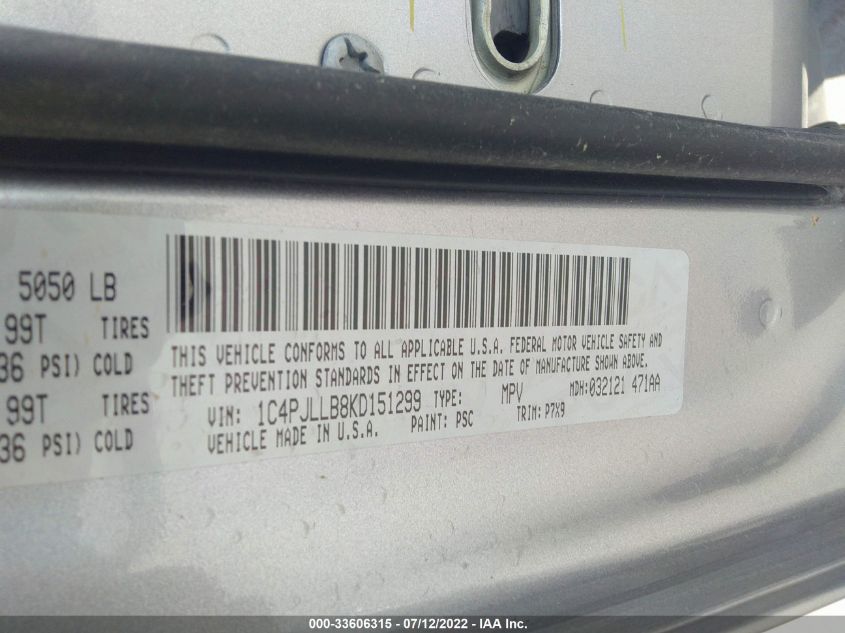 5050 LB
99T TIRES
36 PSI) COLD
99T TIRES
36 PSI) COLD
THIS VEHICLE CONFORMS TO ALL APPLICABLE U.S.A. FEDERAL MOTOR VEHICLE SAFETY AND
THEFT PREVENTION STANDARDS IN EFFECT ON THE DATE OF MANUFACTURE SHOWN ABOVE.
VIN: 1C4PJLLB8KD151299 TYPE: MPV MDH:032121 471AA
VEHICLE MADE IN U.S.A. PAINT: PSC TRIM: P7X9
000-33606315 - 07/12/2022 - IAA Inc.